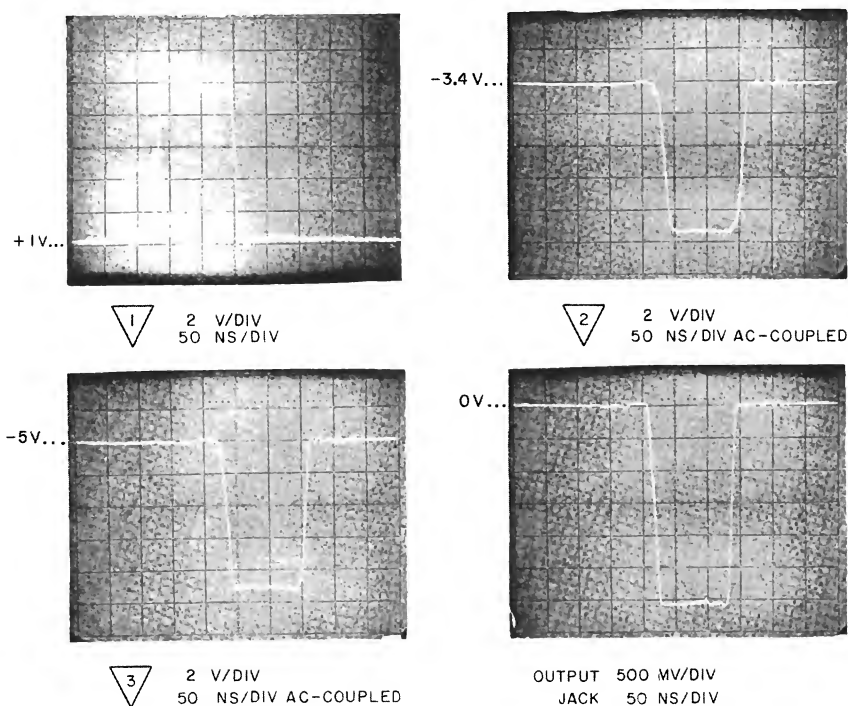 +1V...
1 2 V/DIV
50 NS/DIV
-3.4V...
2 2 V/DIV
50 NS/DIV AC-COUPLED
-5V...
3 2 V/DIV
50 NS/DIV AC-COUPLED
0V...
OUTPUT 500 MV/DIV
JACK 50 NS/DIV